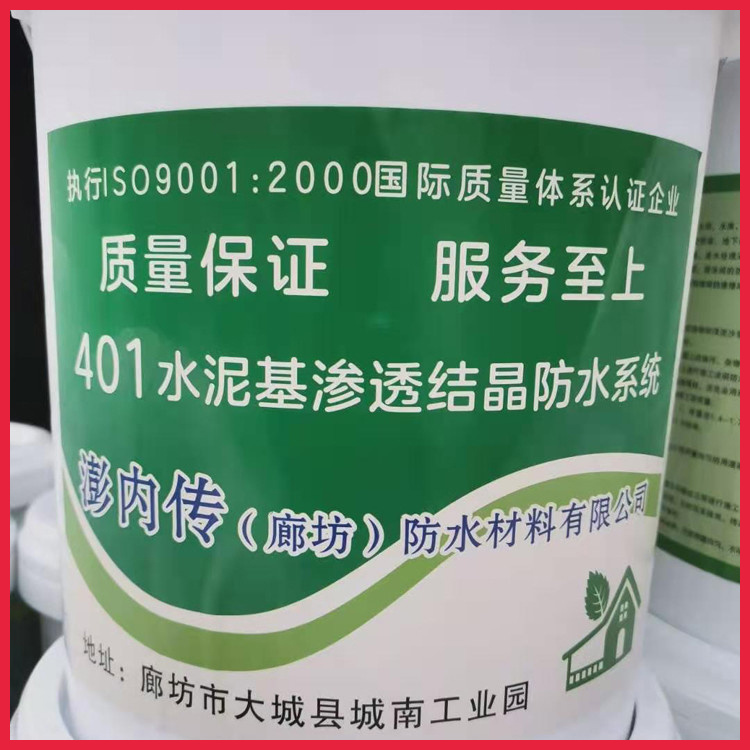 执行ISO9001:2000国际质量体系认证企业
质量保证 服务至上
401水泥基渗透结晶防水系统
澎内传(廊坊)防水材料有限公司
地址:廊坊市大城县城南工业园